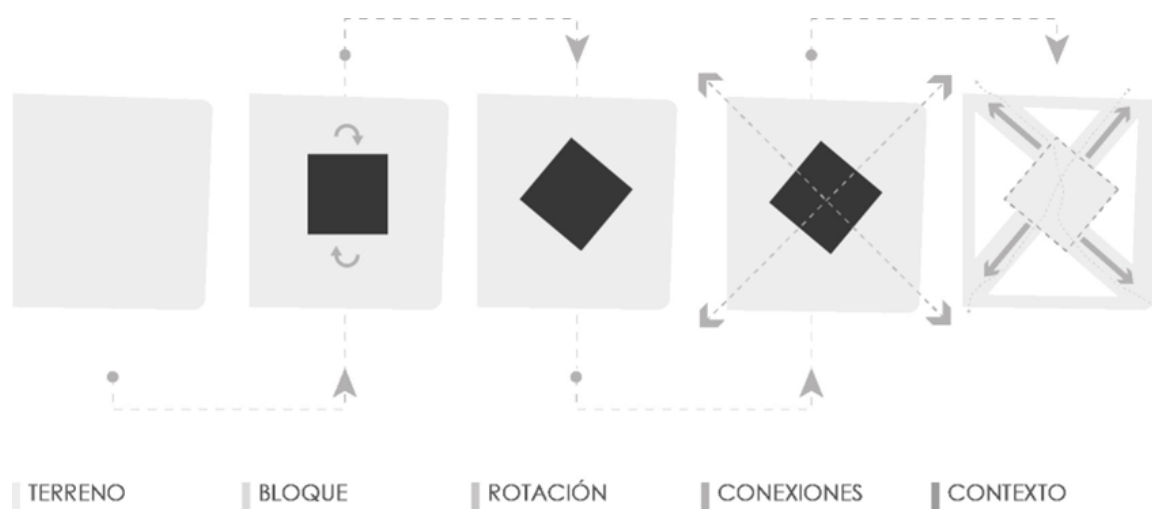 TERRENO
BLOQUE
ROTACIÓN
CONEXIONES
CONTEXTO